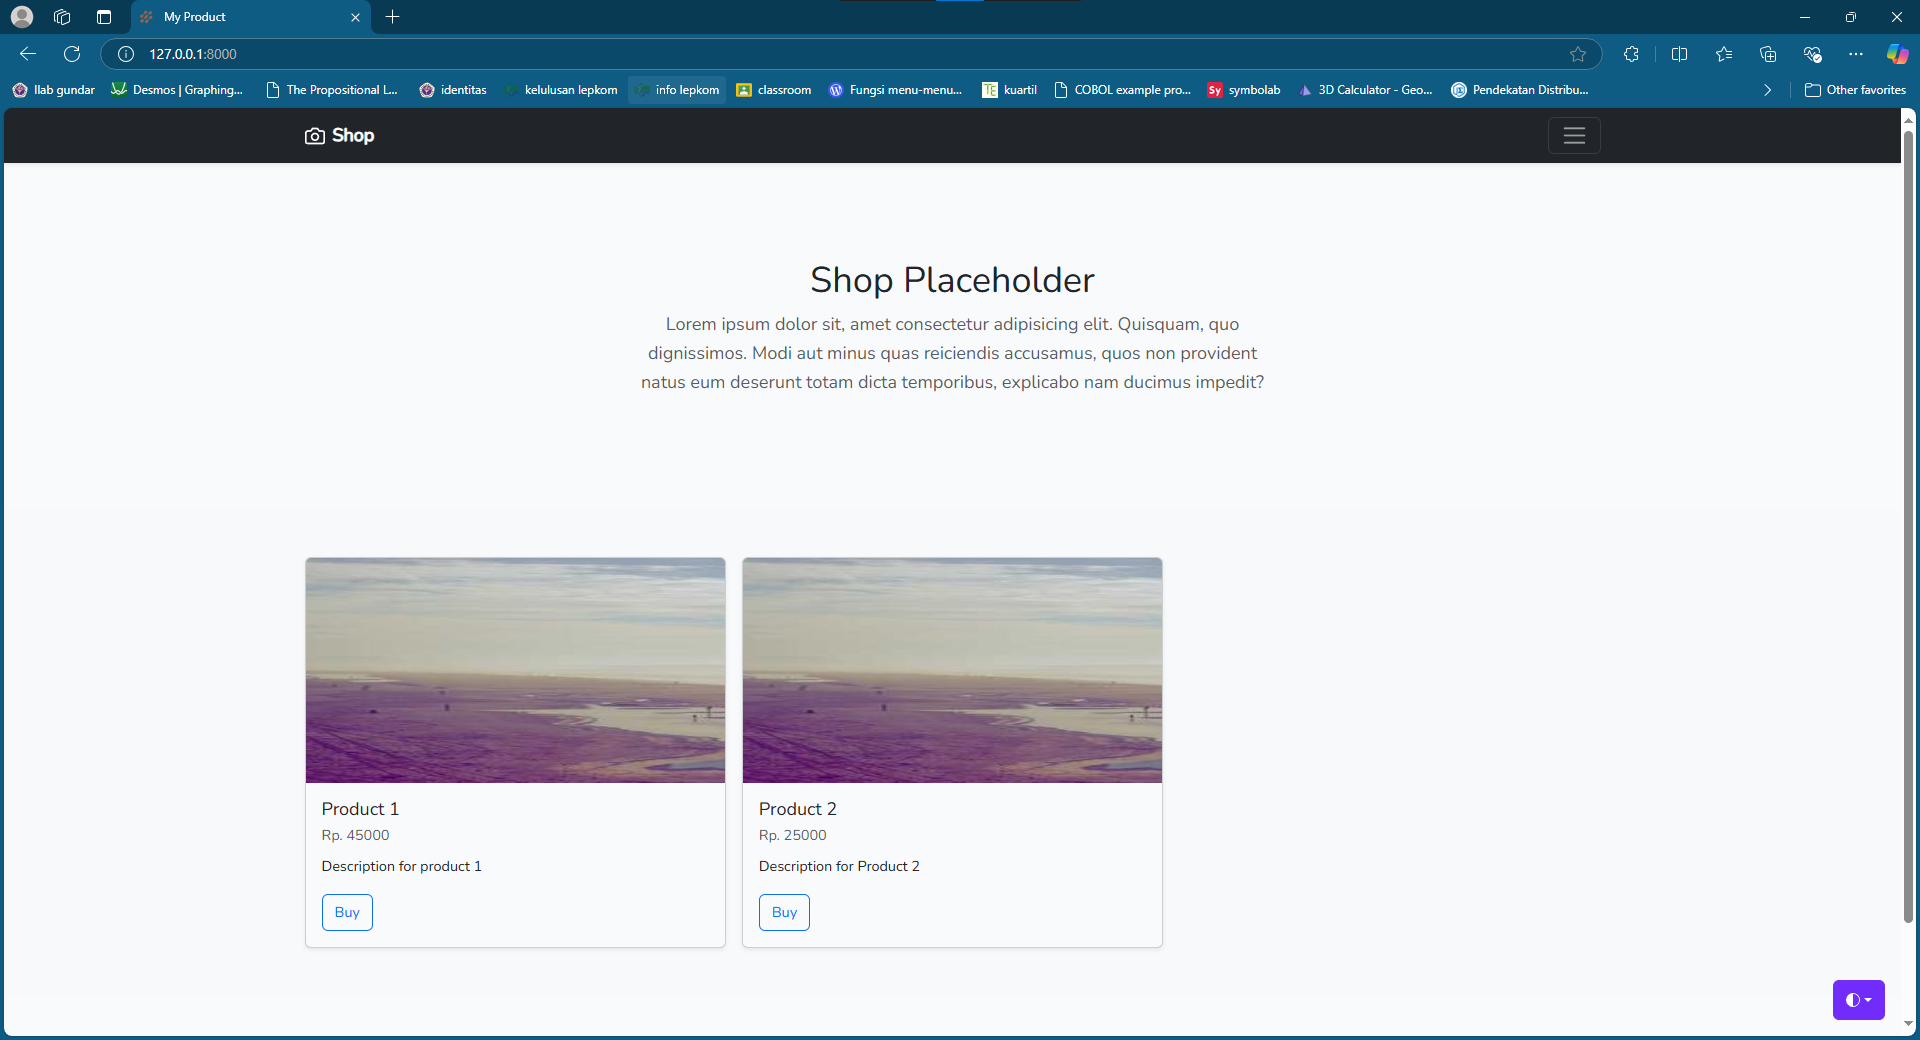 My Product
127.0.0.1:8000
Ilab gundar
Desmos | Graphing...
The Propositional L...
identitas
kelulusan lepkom
info lepkom
classroom
Fungsi menu-menu...
TE kuartil
COBOL example pro...
Sy symbolab
3D Calculator - Geo...
Pendekatan Distribu...
Other favorites
Shop
Shop Placeholder
Lorem ipsum dolor sit, amet consectetur adipisicing elit. Quisquam, quo
dignissimos. Modi aut minus quas reiciendis accusamus, quos non provident
natus eum deserunt totam dicta temporibus, explicabo nam ducimus impedit?
Product 1
Rp. 45000
Description for product 1
Buy
Product 2
Rp. 25000
Description for Product 2
Buy